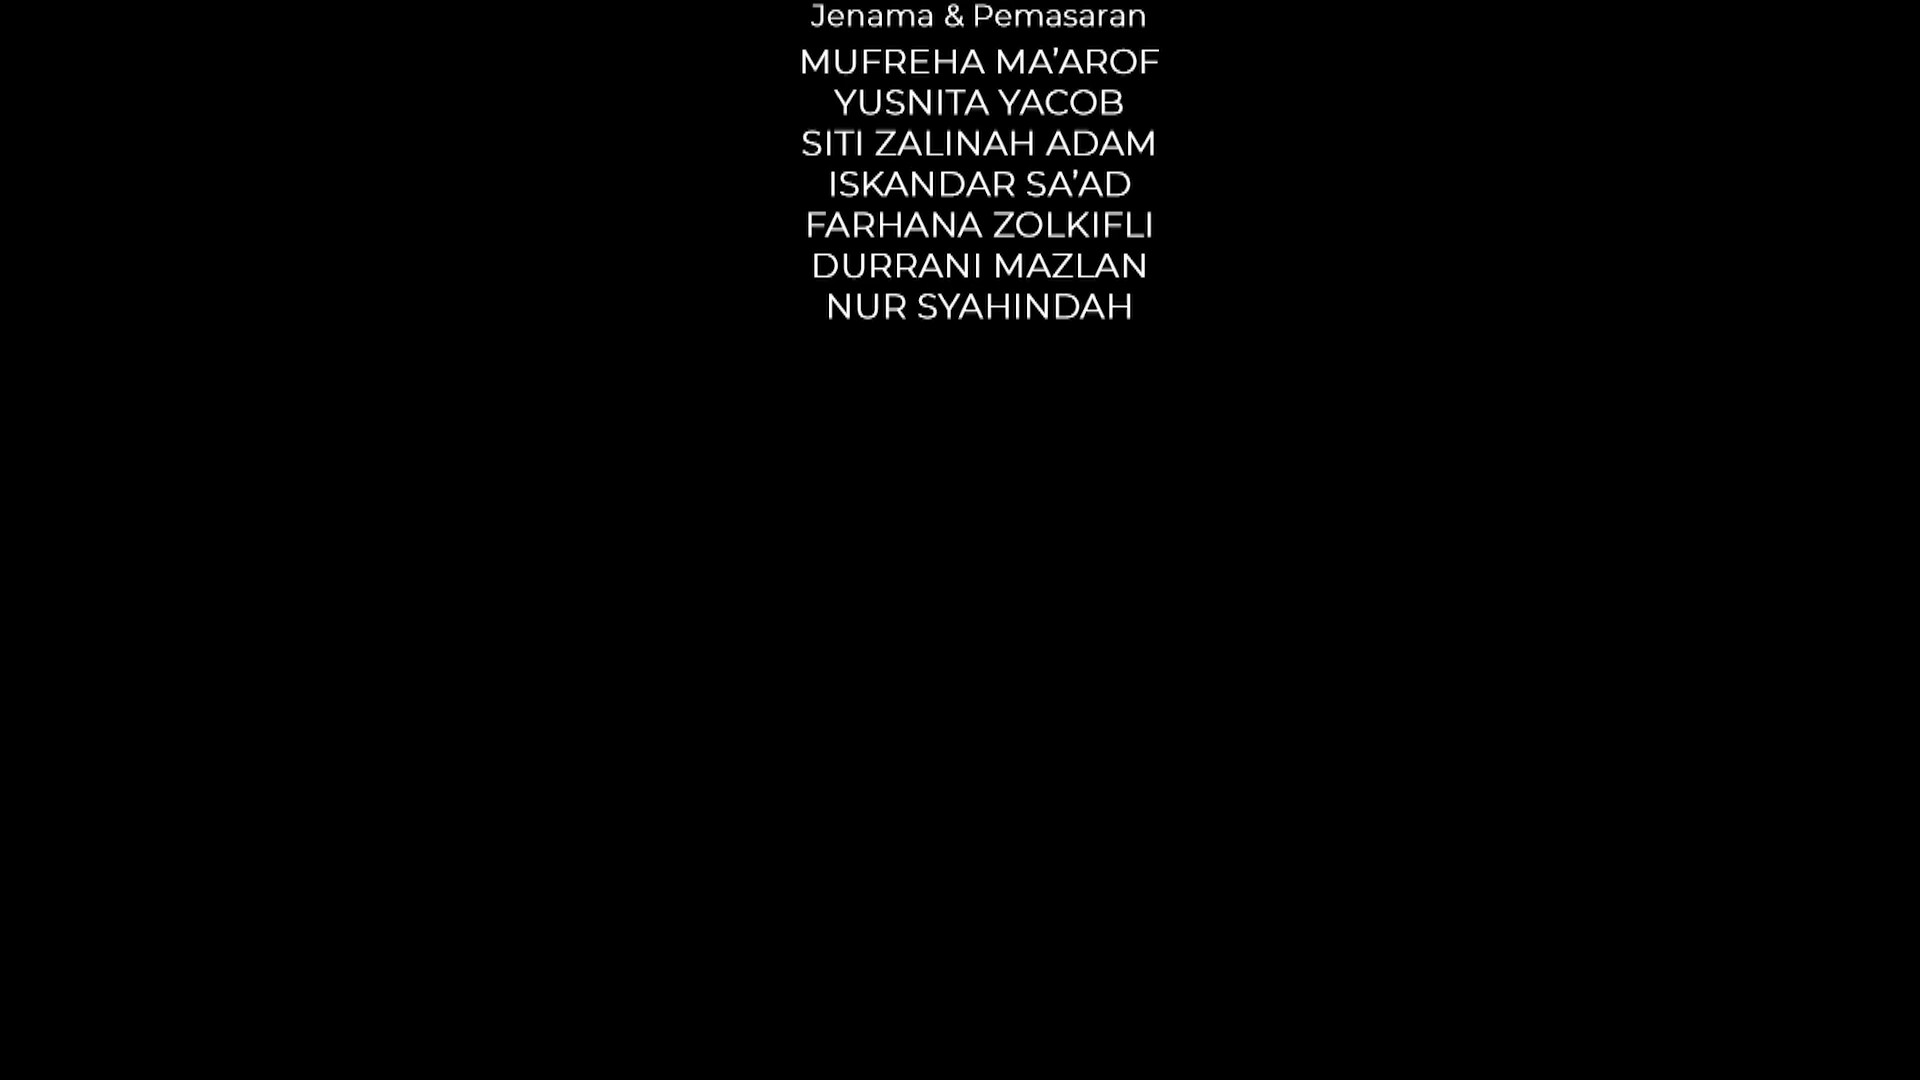 Jenama & Pemasaran
MUFREHA MA’AROF
YUSNITA YACOB
SITI ZALINAH ADAM
ISKANDAR SA’AD
FARHANA ZOLKIFLI
DURRANI MAZLAN
NUR SYAHINDAH